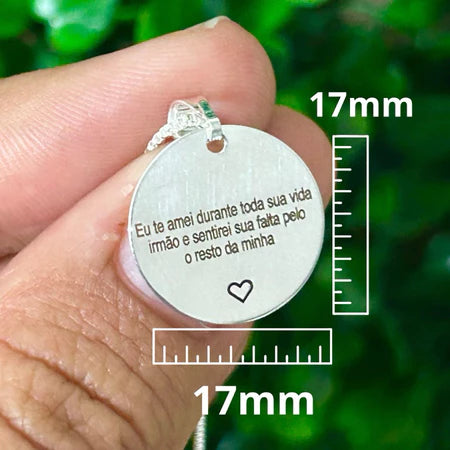 17mm
Eu te amei durante toda sua vida
irmão e sentirei sua falta pelo
o resto da minha
17mm